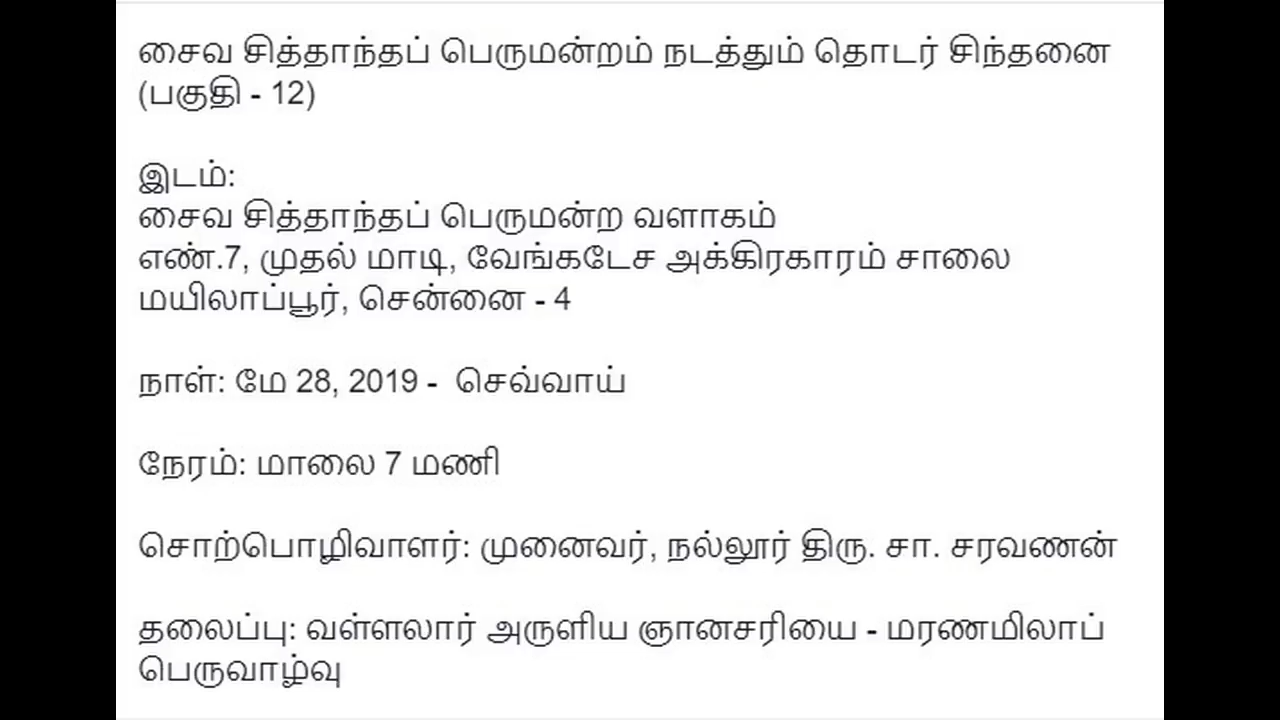 சைவ சித்தாந்தப் பெருமன்றம் நடத்தும் தொடர் சிந்தனை
(பகுதி - 12)
இடம்:
சைவ சித்தாந்தப் பெருமன்ற வளாகம்
எண்.7, முதல் மாடி, வேங்கடேச அக்கிரகாரம் சாலை
மயிலாப்பூர், சென்னை - 4
நாள்: மே 28, 2019 - செவ்வாய்
நேரம்: மாலை 7 மணி
சொற்பொழிவாளர்: முனைவர், நல்லூர் திரு. சா. சரவணன்
தலைப்பு: வள்ளலார் அருளிய ஞானசரியை - மரணமிலாப்
பெருவாழ்வு